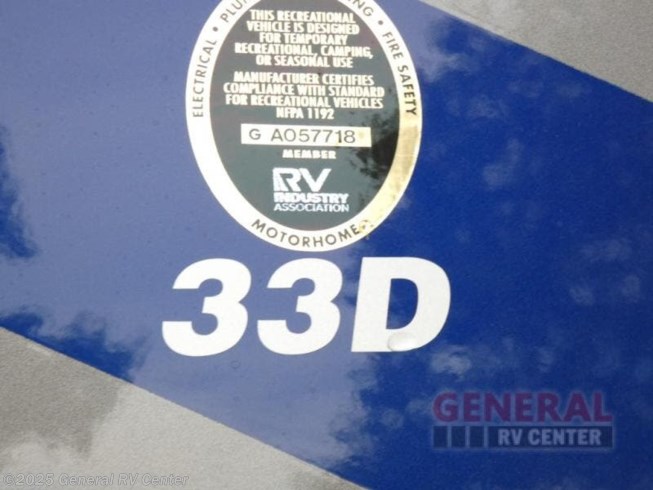 ELECTRICAL • PLU
NG • FIRE SAFETY
THIS RECREATIONAL
VEHICLE IS DESIGNED
FOR TEMPORARY
RECREATIONAL, CAMPING,
OR SEASONAL USE
MANUFACTURER CERTIFIES
COMPLIANCE WITH STANDARD
FOR RECREATIONAL VEHICLES
NFPA 1192
G A057718
MEMBER
RV
INDUSTRY
ASSOCIATION
MOTORHOME
33D
GENERAL
RV CENTER
©2025 General RV Center